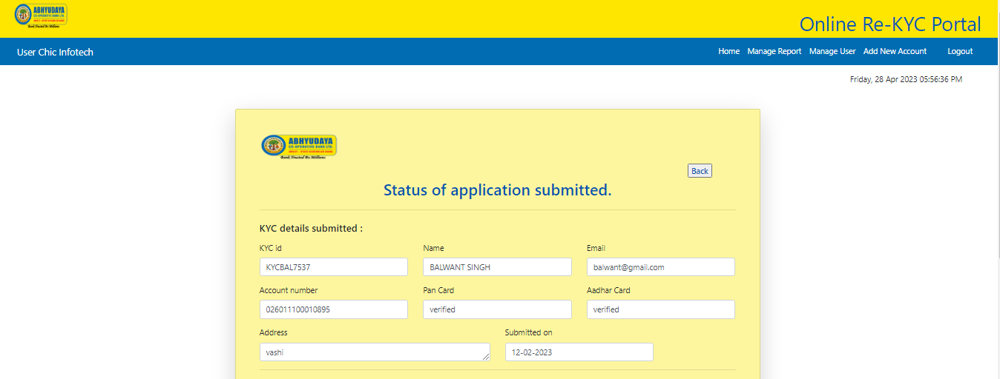 ABHYUDAYA
CO-OPERATIVE BANK LTD.
Bank Trusted By Millions
Online Re-KYC Portal
User Chic Infotech
Home Manage Report Manage User Add New Account Logout
Friday, 28 Apr 2023 05:56:36 PM
ABHYUDAYA
CO-OPERATIVE BANK LTD.
MULTI - STATE SCHEDULED BANK
Bank Trusted By Millions
Back
Status of application submitted.
KYC details submitted :
KYC id Name Email
KYCBAL7537 BALWANT SINGH balwant@gmail.com
Account number Pan Card Aadhar Card
026011100010895 verified verified
Address Submitted on
vashi 12-02-2023